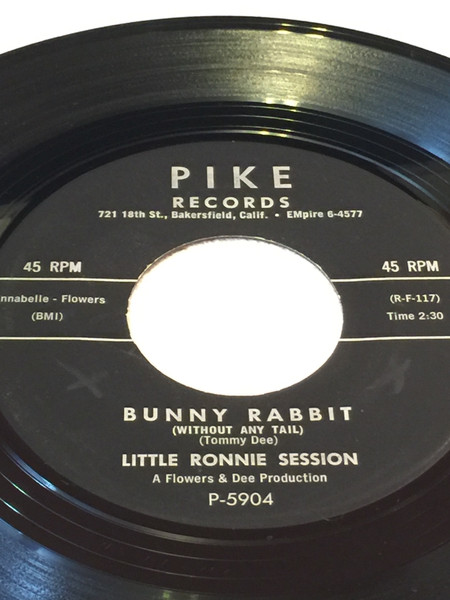 PIKE
RECORDS
721 18th St., Bakersfield, Calif. • EMpire 6-4577
45 RPM
45 RPM
nnabelle - Flowers
(BMI)
(R-F-117)
Time 2:30
BUNNY RABBIT
(WITHOUT ANY TAIL)
(Tommy Dee)
LITTLE RONNIE SESSION
A Flowers & Dee Production
P-5904